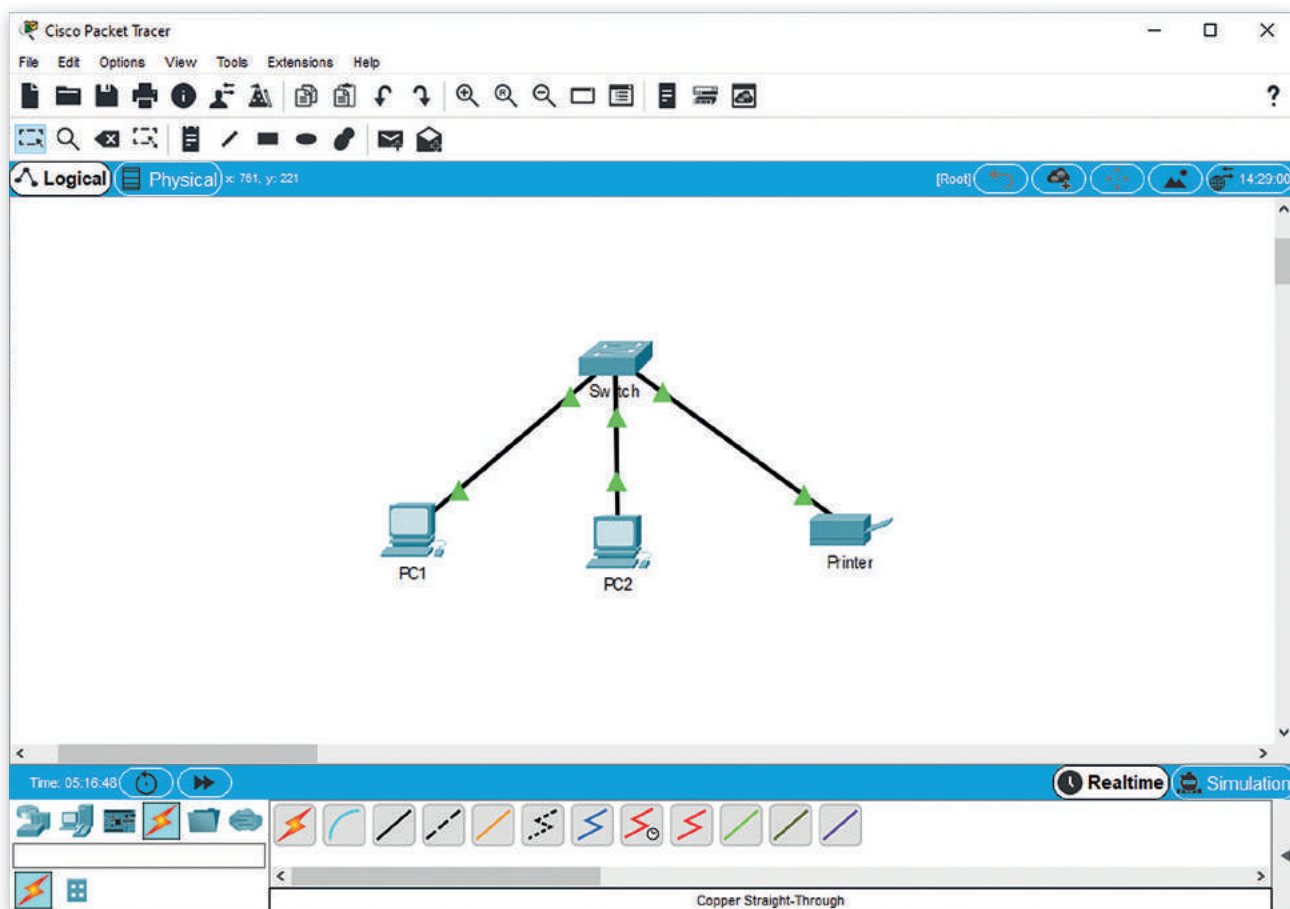 Cisco Packet Tracer
File Edit Options View Tools Extensions Help
?
Logical Physical x: 761, y: 221 [Root] 14:29:00
Switch
PC1 PC2 Printer
Time: 05:16:48 Realtime Simulation
Copper Straight-Through